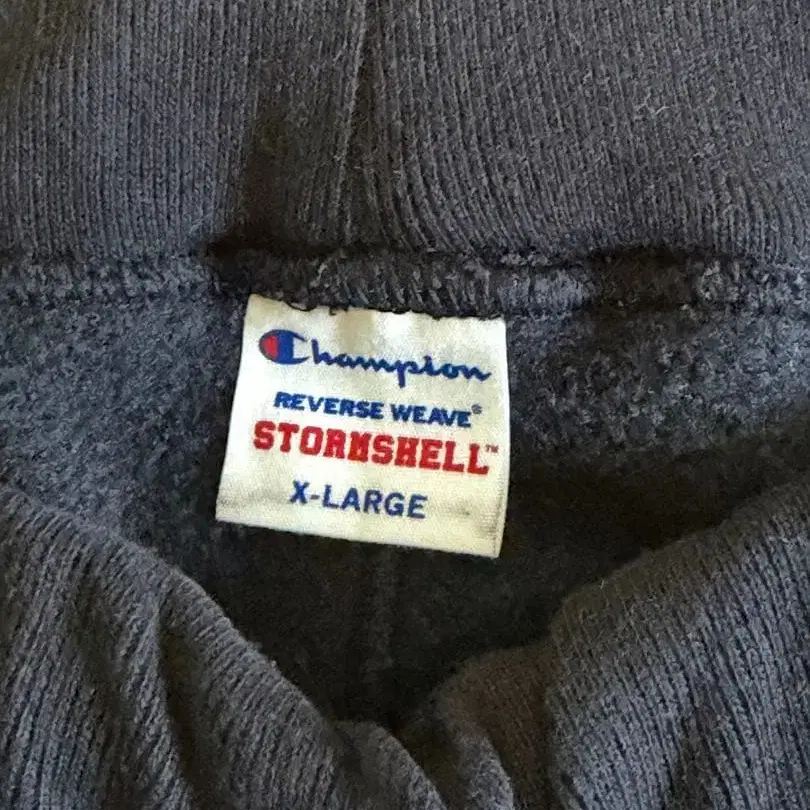 Champion
REVERSE WEAVE®
STORMSHELL™
X-LARGE